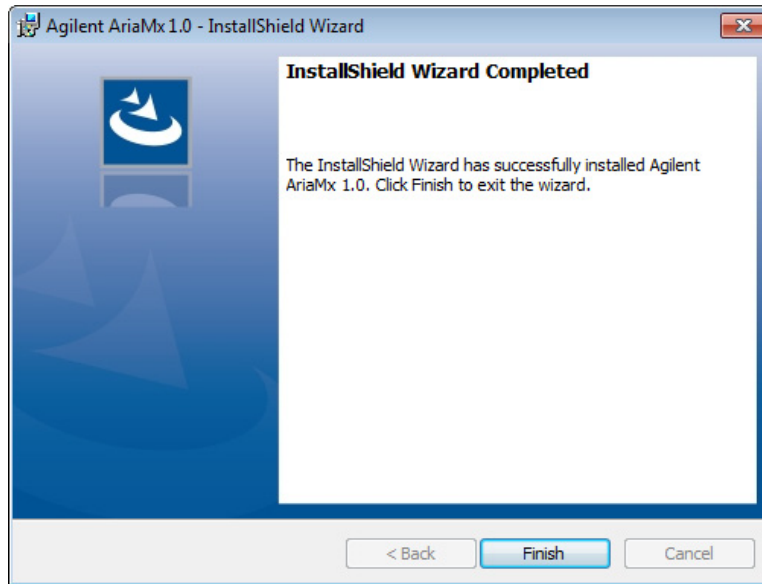 Agilent AriaMx 1.0 - InstallShield Wizard
InstallShield Wizard Completed
The InstallShield Wizard has successfully installed Agilent
AriaMx 1.0. Click Finish to exit the wizard.
< Back
Finish
Cancel